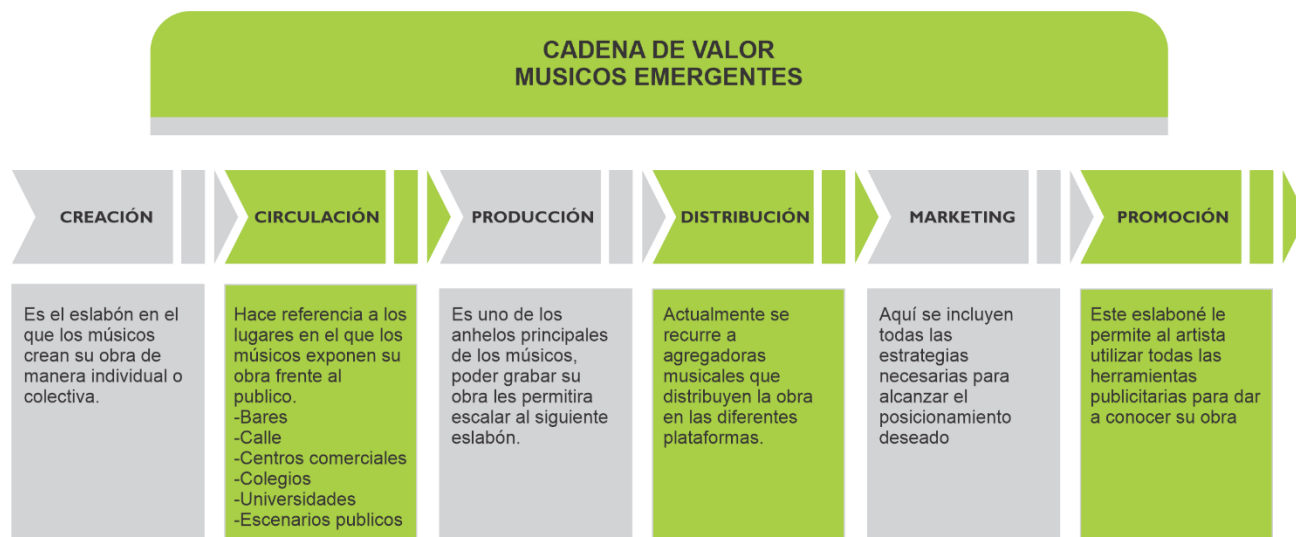 CADENA DE VALOR
MUSICOS EMERGENTES
CREACIÓN
CIRCULACIÓN
PRODUCCIÓN
DISTRIBUCIÓN
MARKETING
PROMOCIÓN
Es el eslabón en el
que los músicos
crean su obra de
manera individual o
colectiva.
Hace referencia a los
lugares en el que los
músicos exponen su
obra frente al
publico.
-Bares
-Calle
-Centros comerciales
-Colegios
-Universidades
-Escenarios publicos
Es uno de los
anhelos principales
de los músicos,
poder grabar su
obra les permitira
escalar al siguiente
eslabón.
Actualmente se
recurre a
agregadoras
musicales que
distribuyen la obra
en las diferentes
plataformas.
Aquí se incluyen
todas las
estrategias
necesarias para
alcanzar el
posicionamiento
deseado
Este eslaboné le
permite al artista
utilizar todas las
herramientas
publicitarias para dar
a conocer su obra